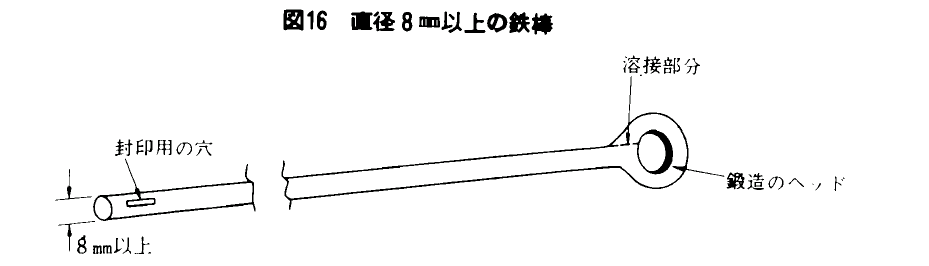 図16 直径8mm以上の鉄棒
溶接部分
封印用の穴
鍛造のヘッド
8mm以上